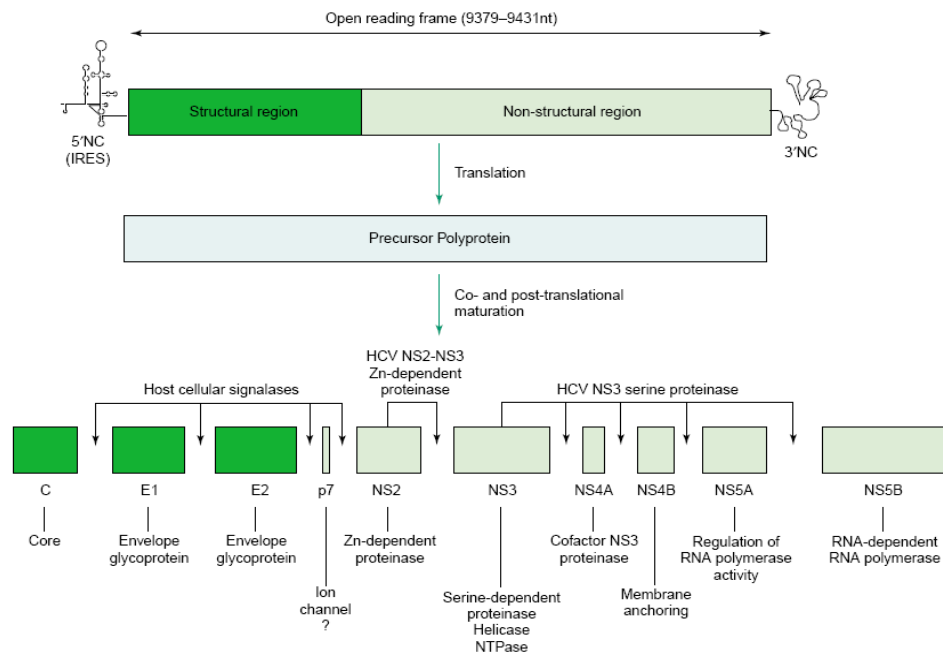 Open reading frame (9379–9431nt)
Structural region
Non-structural region
5′NC
(IRES)
3′NC
Translation
Precursor Polyprotein
Co- and post-translational
maturation
HCV NS2-NS3
Zn-dependent
proteinase
Host cellular signalases
HCV NS3 serine proteinase
C
E1
E2
p7
NS2
NS3
NS4A
NS4B
NS5A
NS5B
Core
Envelope
glycoprotein
Envelope
glycoprotein
Ion
channel
?
Zn-dependent
proteinase
Serine-dependent
proteinase
Helicase
NTPase
Cofactor NS3
proteinase
Membrane
anchoring
Regulation of
RNA polymerase
activity
RNA-dependent
RNA polymerase